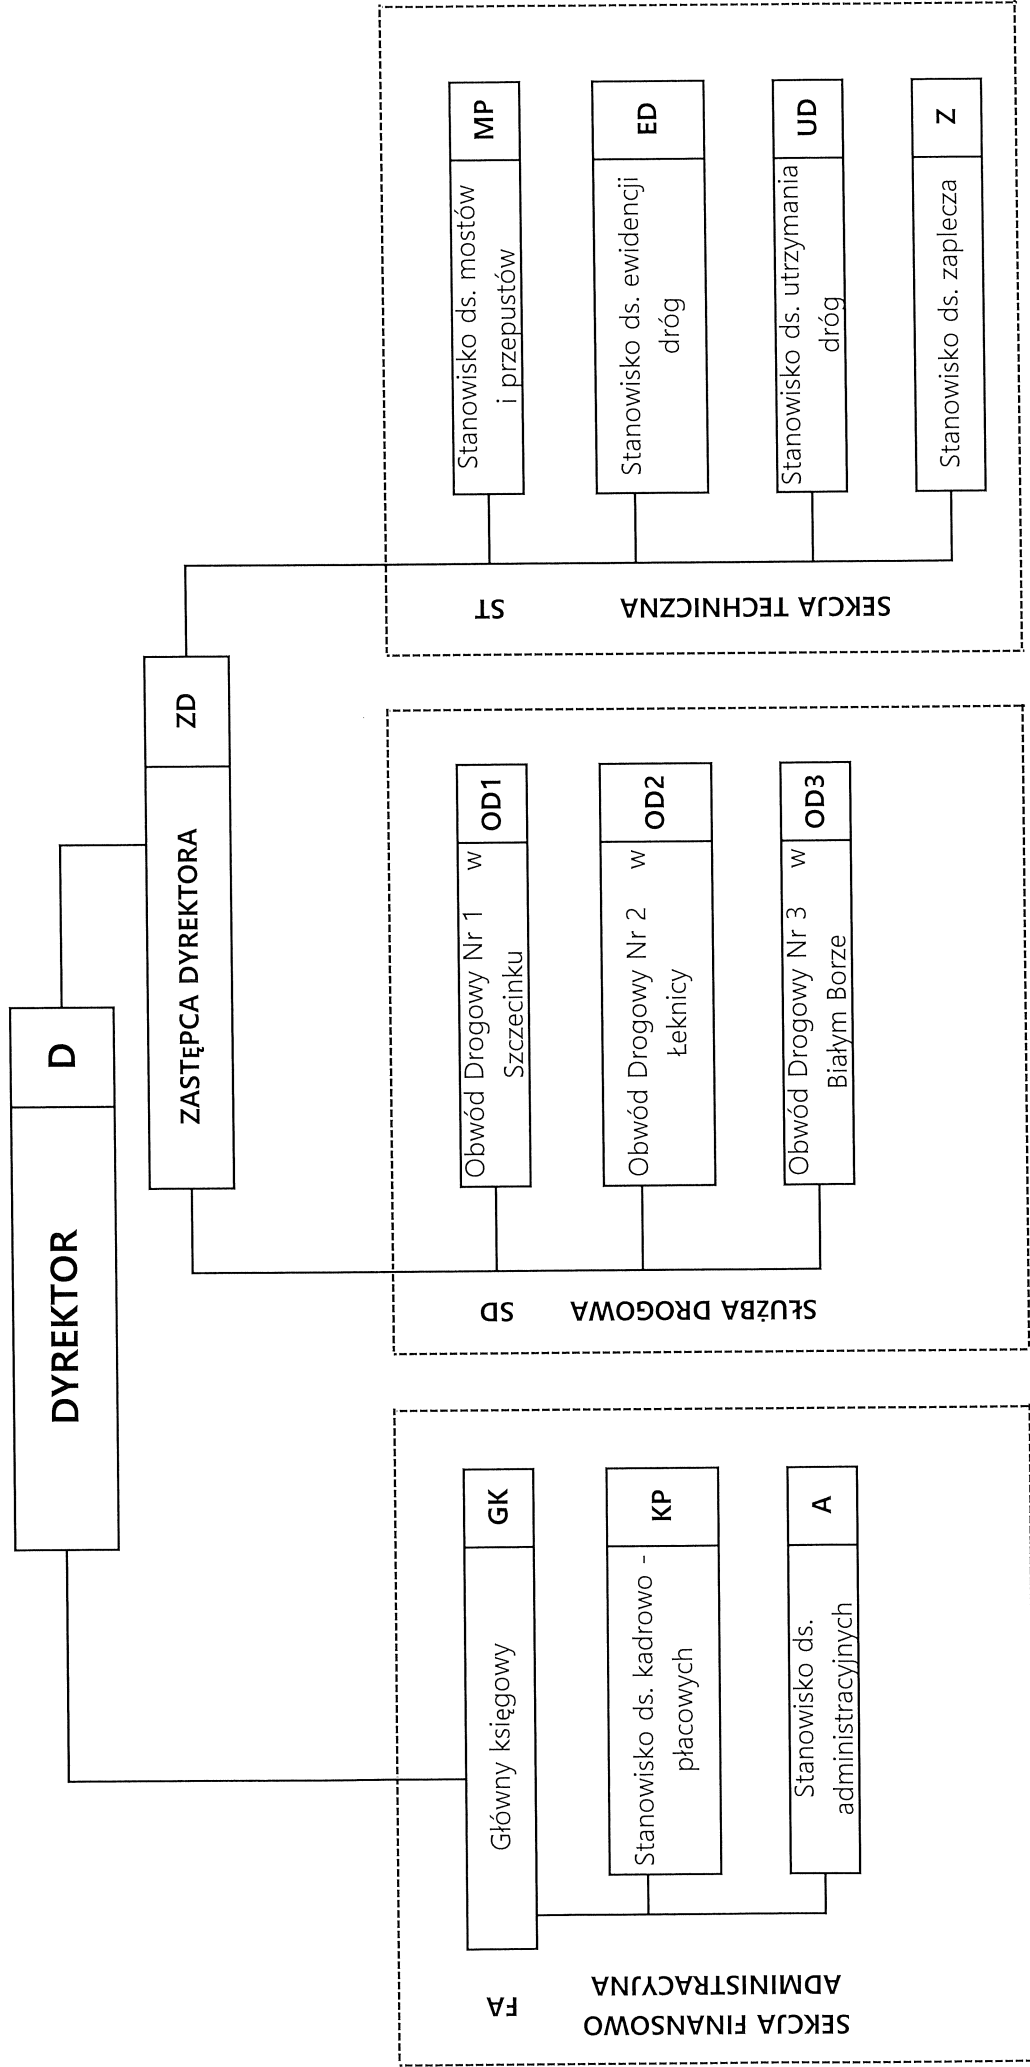 DYREKTOR
D
ZASTĘPCA DYREKTORA
ZD
SEKCJA FINANSOWO
ADMINISTRACYJNA
FA
Główny księgowy
GK
Stanowisko ds. kadrowo -
płacowych
KP
Stanowisko ds.
administracyjnych
A
SŁUŻBA DROGOWA
SD
Obwód Drogowy Nr 1 w
Szczecinku
OD1
Obwód Drogowy Nr 2 w
Łeknicy
OD2
Obwód Drogowy Nr 3 w
Białym Borze
OD3
SEKCJA TECHNICZNA
ST
Stanowisko ds. mostów
i przepustów
MP
Stanowisko ds. ewidencji
dróg
ED
Stanowisko ds. utrzymania
dróg
UD
Stanowisko ds. zaplecza
Z